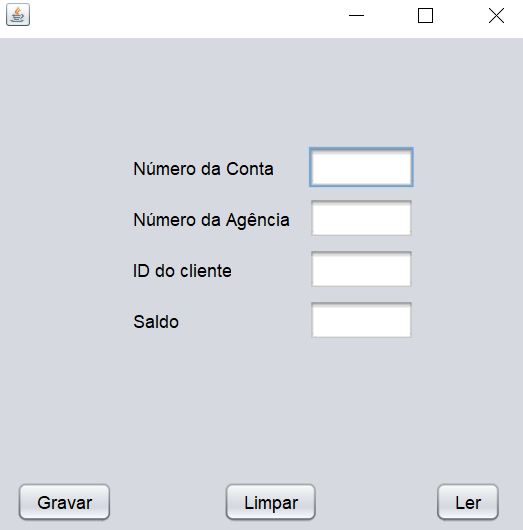 Número da Conta
Número da Agência
ID do cliente
Saldo
Gravar Limpar Ler